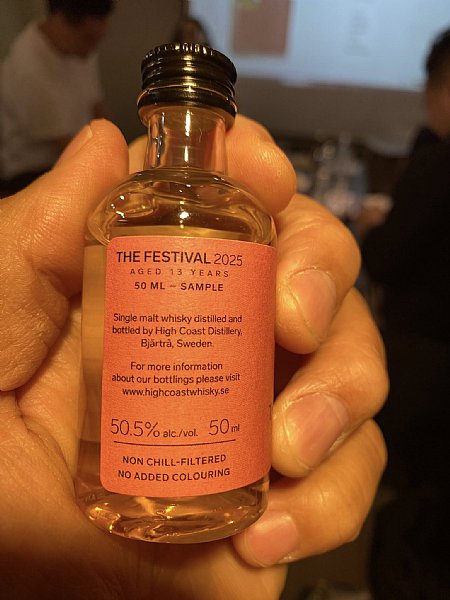 THE FESTIVAL 2025
AGED 13 YEARS
50 ML – SAMPLE
Single malt whisky distilled and
bottled by High Coast Distillery,
Bjärtrå, Sweden.
For more information
about our bottlings please visit
www.highcoastwhisky.se
50.5% alc./vol. 50 ml
NON CHILL-FILTERED
NO ADDED COLOURING